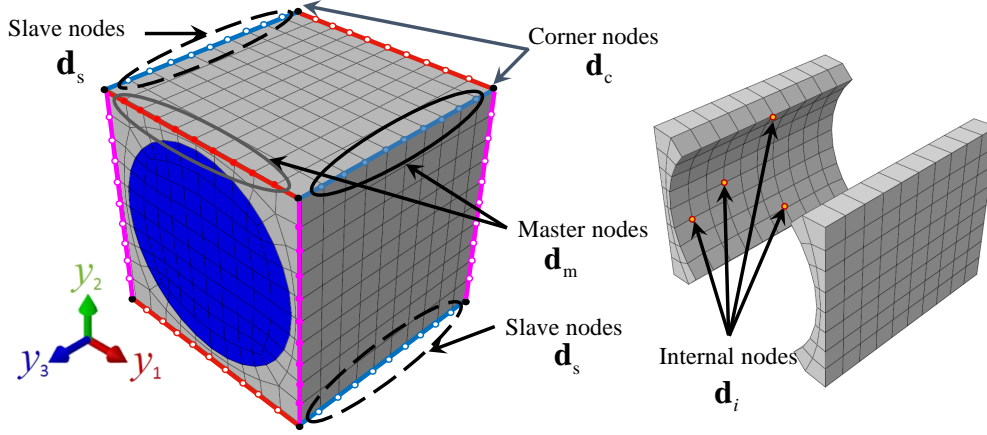 Slave nodes
d_s
Corner nodes
d_c
Master nodes
d_m
Slave nodes
d_s
Internal nodes
d_i
y_2
y_3
y_1